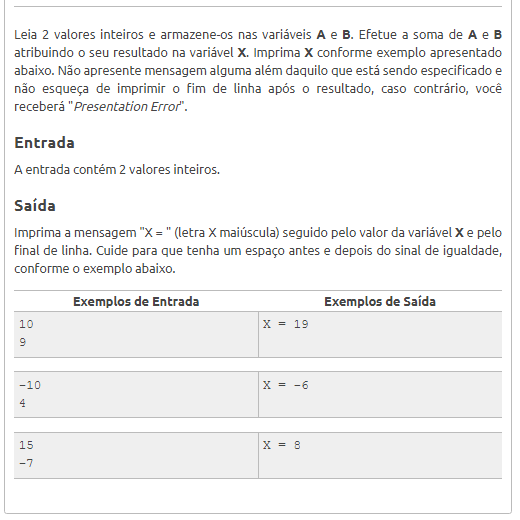 Leia 2 valores inteiros e armazene-os nas variáveis A e B. Efetue a soma de A e B
atribuindo o seu resultado na variável X. Imprima X conforme exemplo apresentado
abaixo. Não apresente mensagem alguma além daquilo que está sendo especificado e
não esqueça de imprimir o fim de linha após o resultado, caso contrário, você
receberá "Presentation Error".
Entrada
A entrada contém 2 valores inteiros.
Saída
Imprima a mensagem "X = " (letra X maiúscula) seguido pelo valor da variável X e pelo
final de linha. Cuide para que tenha um espaço antes e depois do sinal de igualdade,
conforme o exemplo abaixo.
Exemplos de Entrada Exemplos de Saída
10 X = 19
9
-10 X = -6
4
15 X = 8
-7